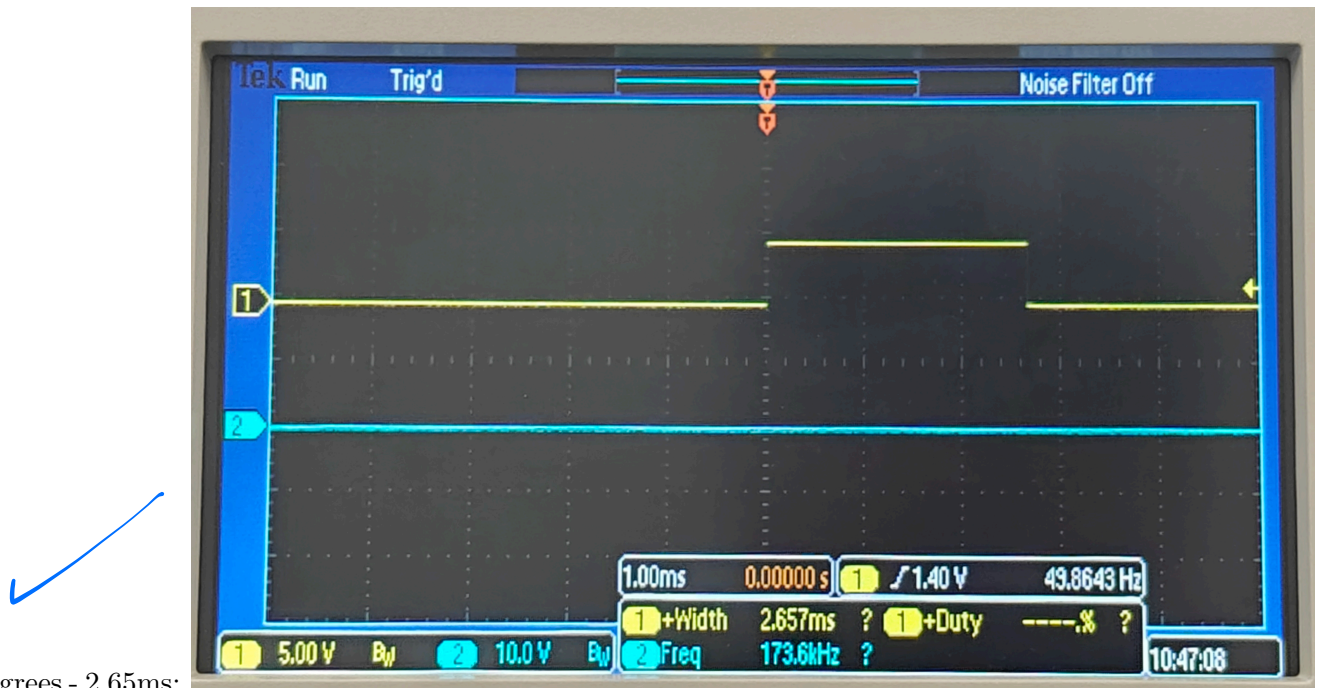 Tek Run Trig'd Noise Filter Off
T
T
1
2
1.00ms 0.00000 s 1 1.40 V 49.8643 Hz
1 +Width 2.657ms ? 1 +Duty ----.% ?
1 5.00 V BW 2 10.0 V BW 2 Freq 173.6kHz ? 10:47:08
grees - 2.65ms: